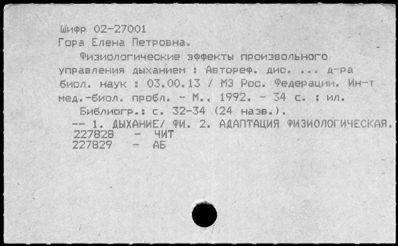 Шифр 02-27001
Гора Елена Петровна.
Физиологические эффекты произвольного
управления дыханием : Автореф. дис. ... д-ра
биол. наук : 03.00.13 / МЗ Рос. Федерации. Ин-т
мед.-биол. пробл. - М., 1992. - 34 с. : ил.
Библиогр.: с. 32-34 (24 назв.).
-- 1. ДЫХАНИЕ/ ФИ. 2. АДАПТАЦИЯ ФИЗИОЛОГИЧЕСКАЯ.
227828 - ЧИТ
227829 - АБ